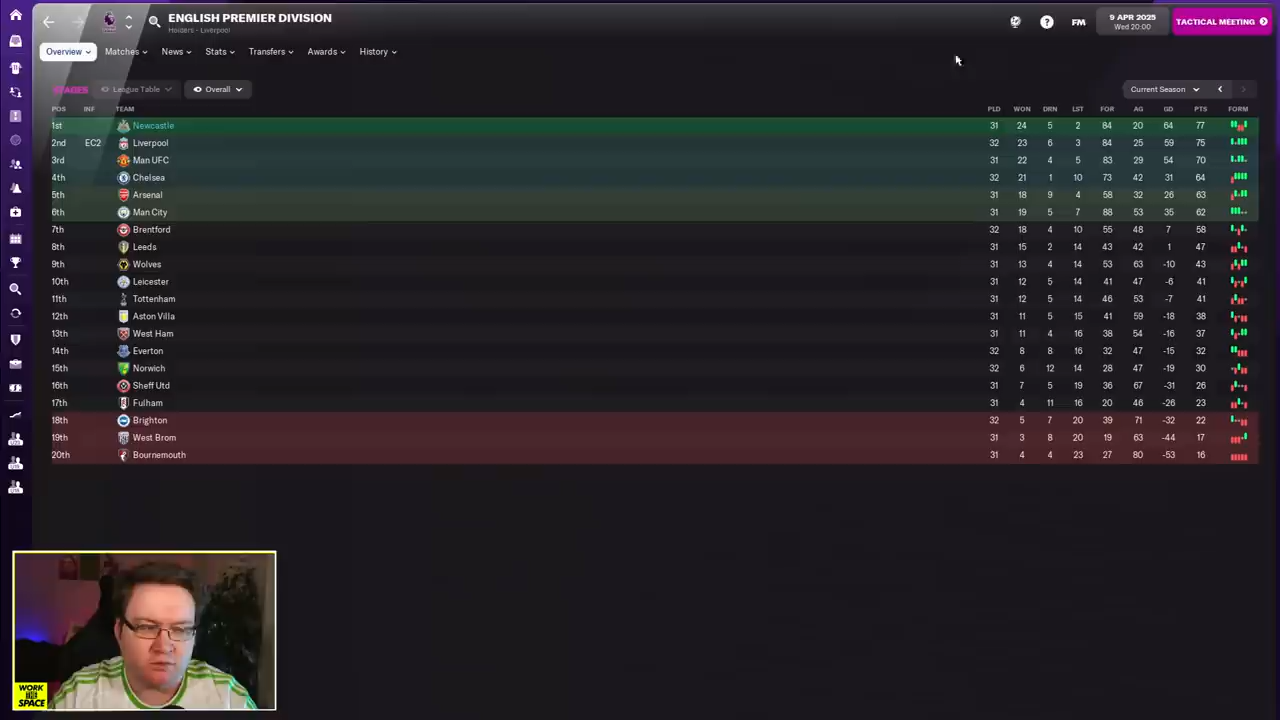 ENGLISH PREMIER DIVISION
Holders - Liverpool
FM
9 APR 2025
Wed 20:00
TACTICAL MEETING
Overview Matches News Stats Transfers Awards History
STAGES League Table Overall Current Season
POS INF TEAM PLD WON DRN LST FOR AG GD PTS FORM
1st Newcastle 31 24 5 2 84 20 64 77
2nd EC2 Liverpool 32 23 6 3 84 25 59 75
3rd Man UFC 31 22 4 5 83 29 54 70
4th Chelsea 32 21 1 10 73 42 31 64
5th Arsenal 31 18 9 4 58 32 26 63
6th Man City 31 19 5 7 88 53 35 62
7th Brentford 32 18 4 10 55 48 7 58
8th Leeds 31 15 2 14 43 42 1 47
9th Wolves 31 13 4 14 53 63 -10 43
10th Leicester 31 12 5 14 41 47 -6 41
11th Tottenham 31 12 5 14 46 53 -7 41
12th Aston Villa 31 11 5 15 41 59 -18 38
13th West Ham 31 11 4 16 38 54 -16 37
14th Everton 32 8 8 16 32 47 -15 32
15th Norwich 32 6 12 14 28 47 -19 30
16th Sheff Utd 31 7 5 19 36 67 -31 26
17th Fulham 31 4 11 16 20 46 -26 23
18th Brighton 32 5 7 20 39 71 -32 22
19th West Brom 31 3 8 20 19 63 -44 17
20th Bournemouth 31 4 4 23 27 80 -53 16
WORK
THE
SPACE